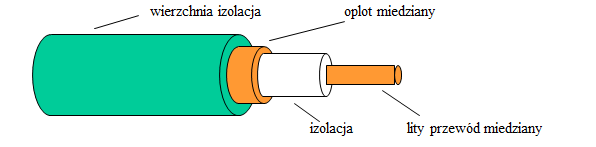 wierzchnia izolacja
oplot miedziany
izolacja
lity przewód miedziany